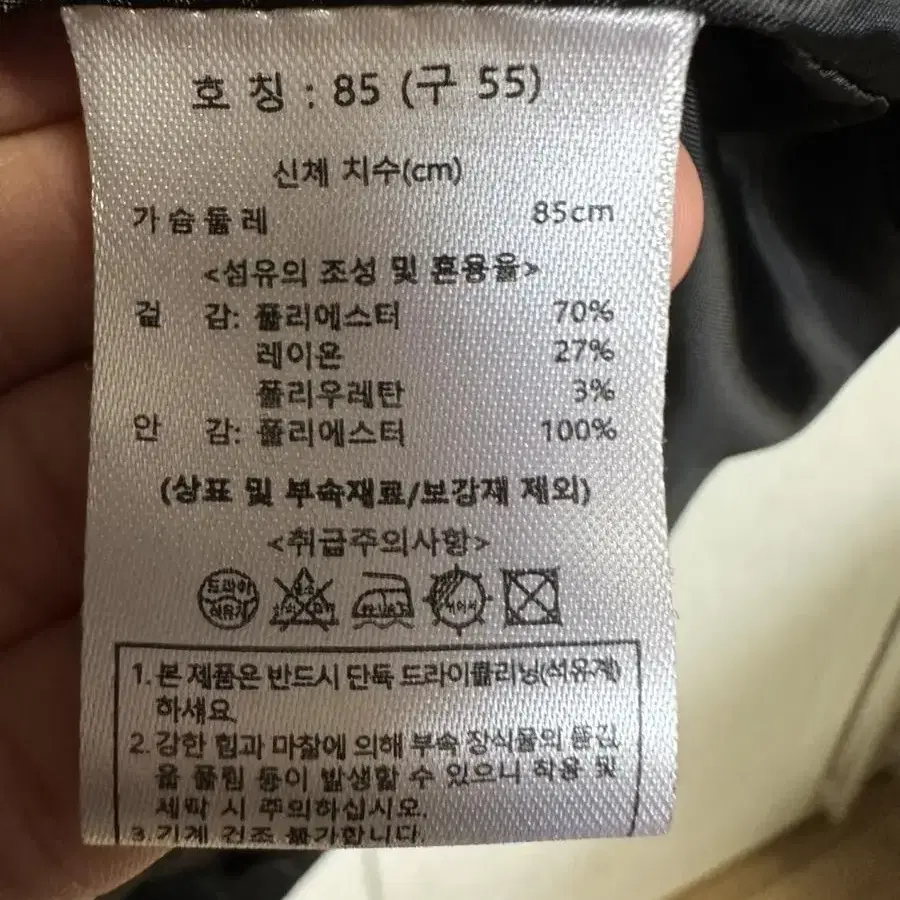 호 칭 : 85 (구 55)
신체 치수(cm)
가슴둘레 85cm
<섬유의 조성 및 혼용율>
겉 감: 폴리에스터 70%
레이온 27%
폴리우레탄 3%
안 감: 폴리에스터 100%
(상표 및 부속재료/보강재 제외)
<취급주의사항>
드라이
석유계
1. 본 제품은 반드시 단독 드라이클리닝(석유계)
하세요.
2. 강한 힘과 마찰에 의해 부속 장식물의 뜯김
올 풀림 등이 발생할 수 있으니 착용 및
세탁 시 주의하십시오.
3. 기계 건조 불가합니다.